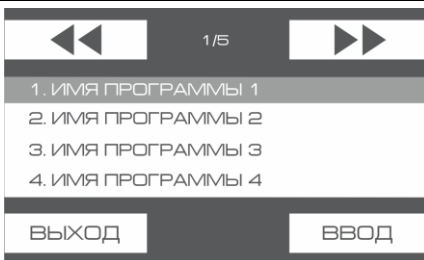 1/5
1. ИМЯ ПРОГРАММЫ 1
2. ИМЯ ПРОГРАММЫ 2
3. ИМЯ ПРОГРАММЫ 3
4. ИМЯ ПРОГРАММЫ 4
ВЫХОД ВВОД